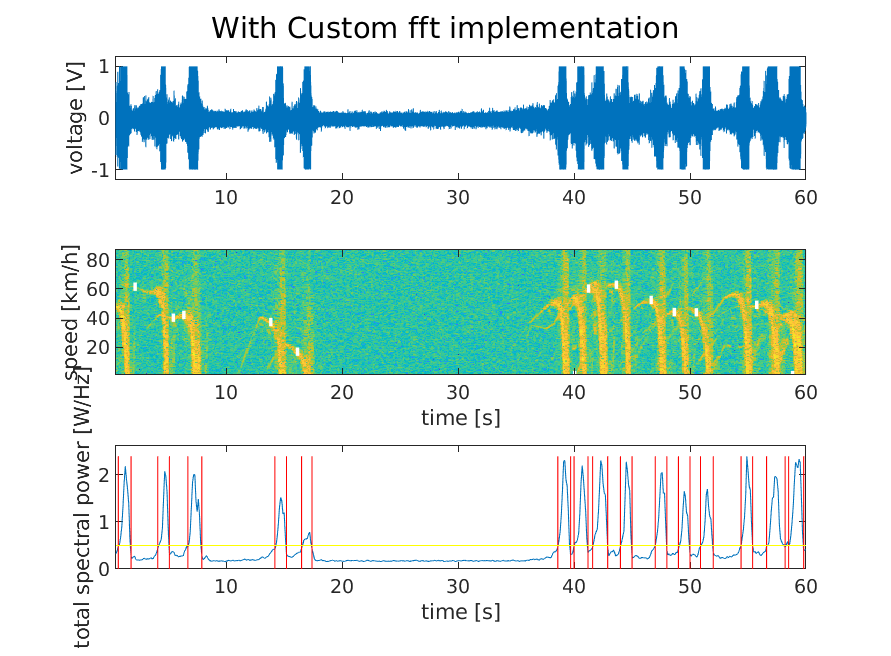 With Custom fft implementation
voltage [V]
1
0
-1
10 20 30 40 50 60
speed [km/h]
80
60
40
20
10 20 30 40 50 60
time [s]
total spectral power [W/Hz]
2
1
0
10 20 30 40 50 60
time [s]